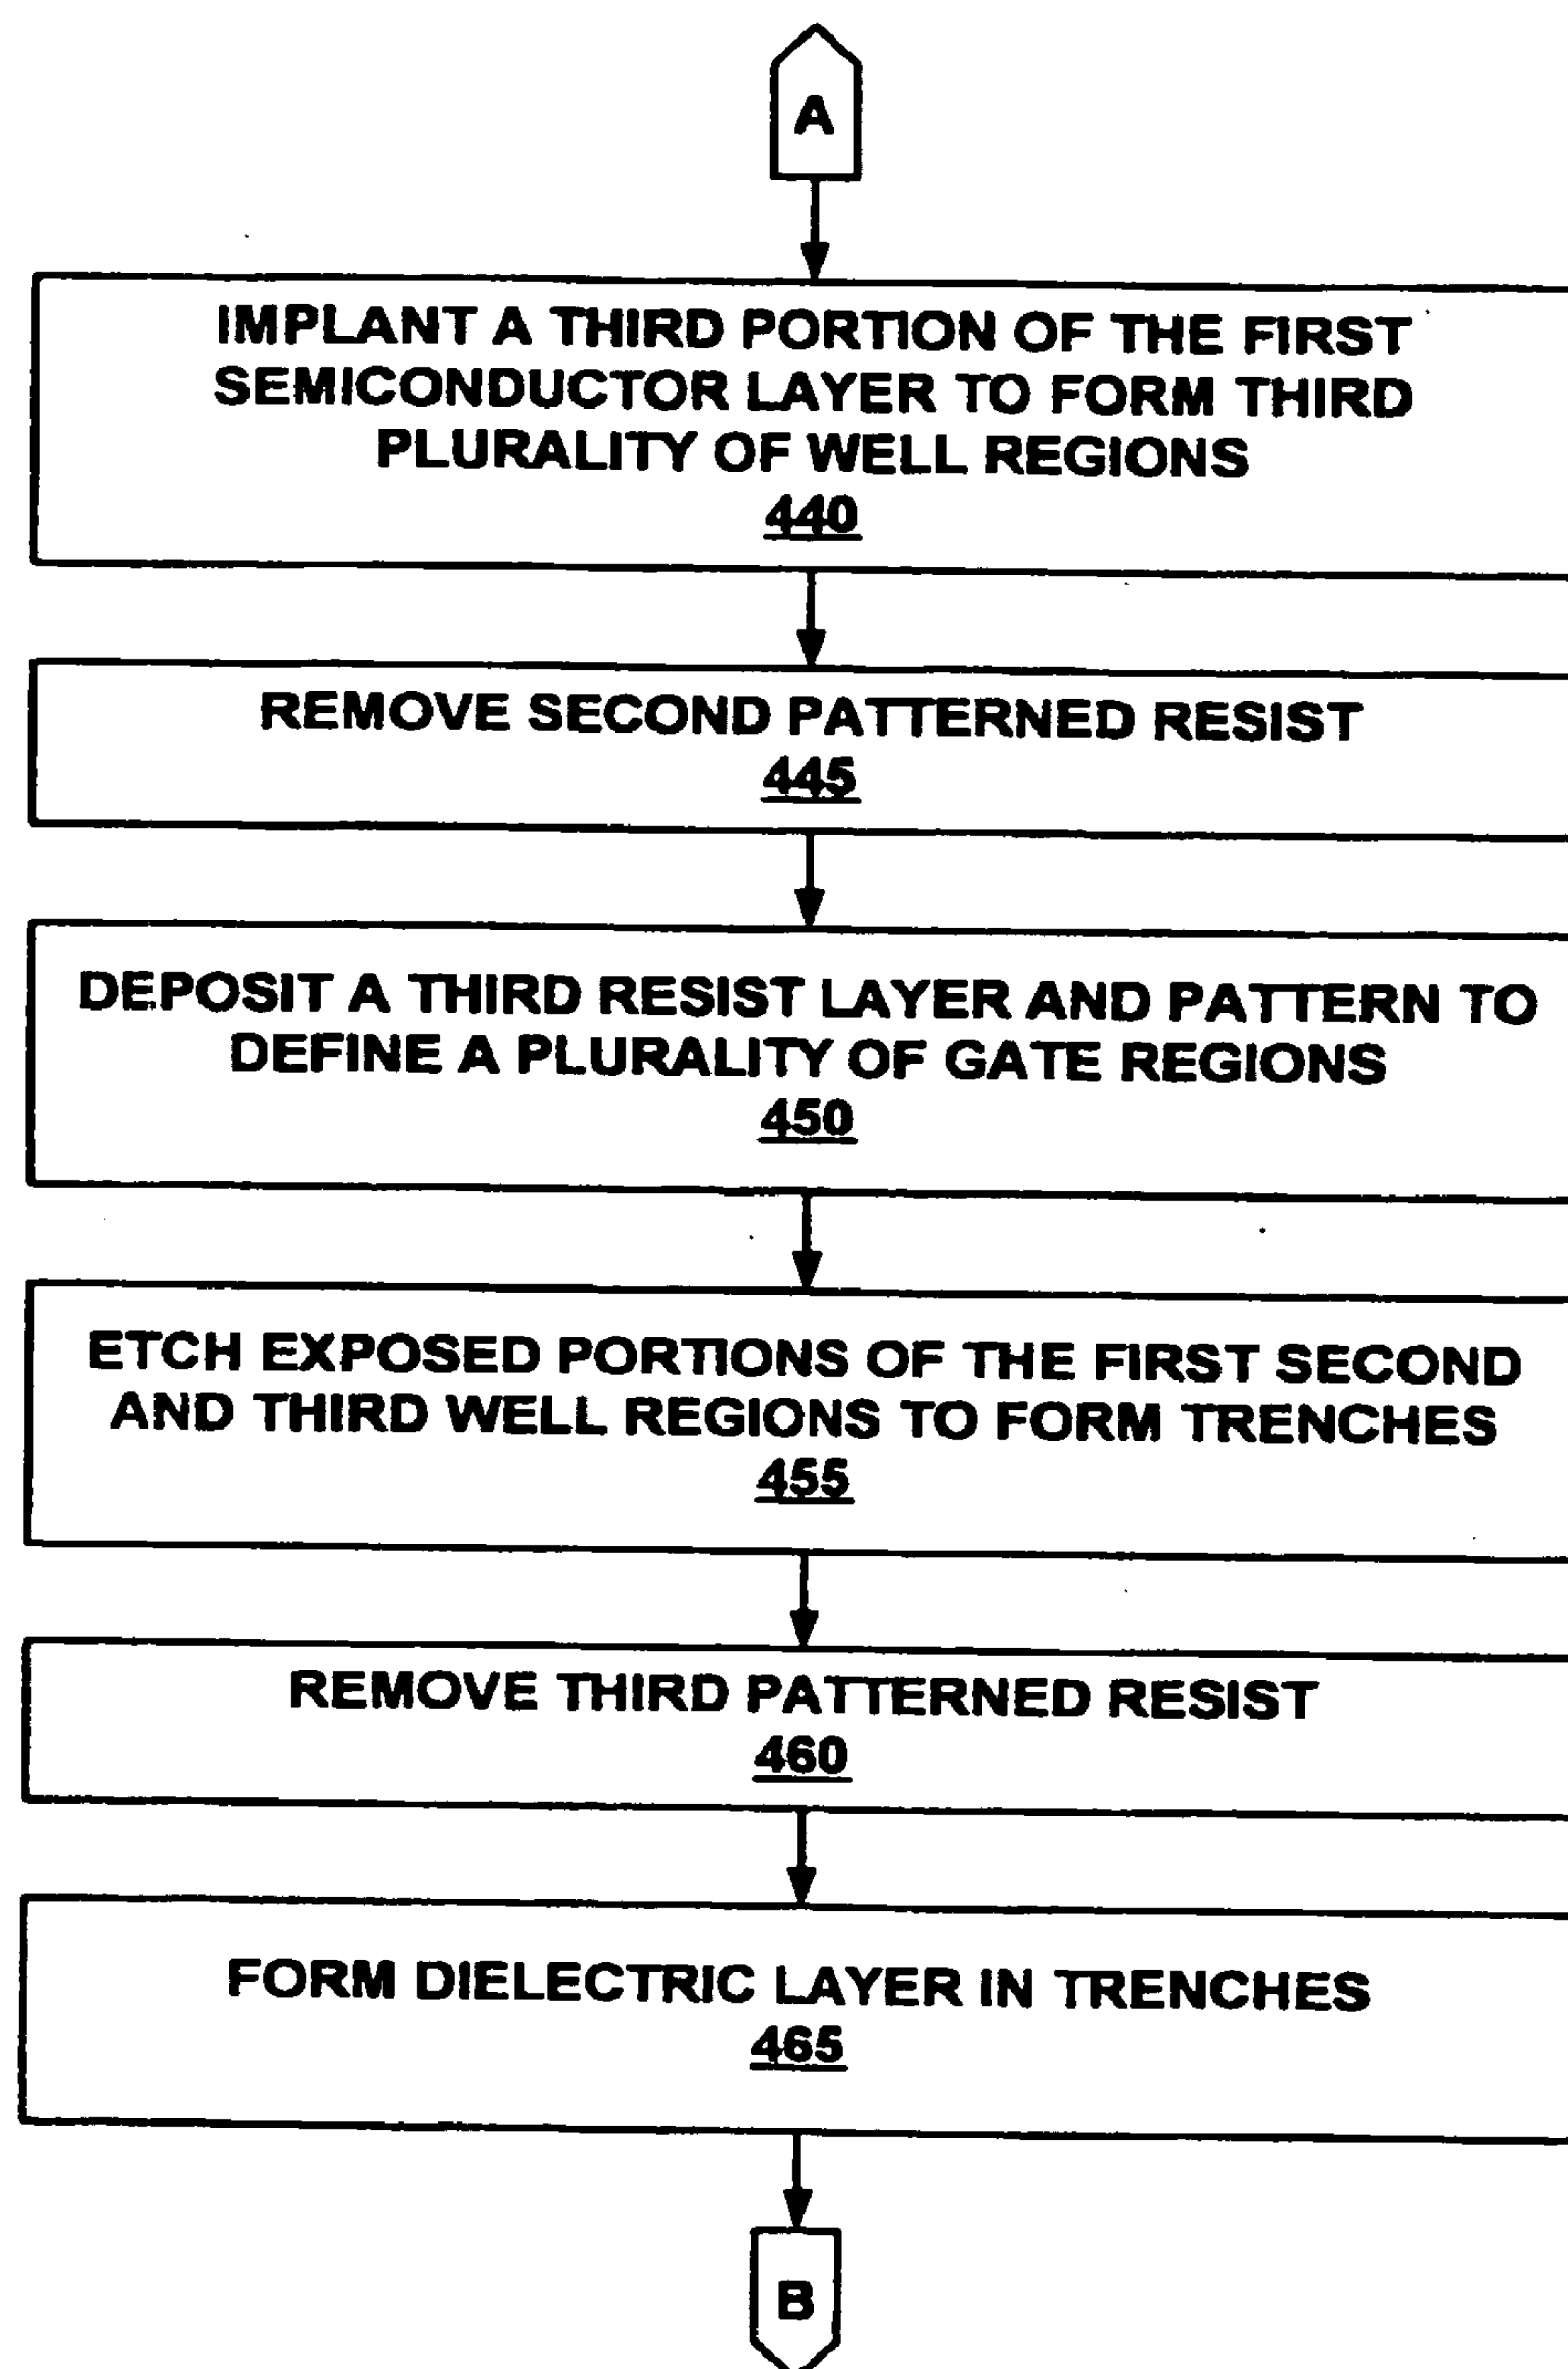 A
IMPLANT A THIRD PORTION OF THE FIRST
SEMICONDUCTOR LAYER TO FORM THIRD
PLURALITY OF WELL REGIONS
440
REMOVE SECOND PATTERNED RESIST
445
DEPOSIT A THIRD RESIST LAYER AND PATTERN TO
DEFINE A PLURALITY OF GATE REGIONS
450
ETCH EXPOSED PORTIONS OF THE FIRST SECOND
AND THIRD WELL REGIONS TO FORM TRENCHES
455
REMOVE THIRD PATTERNED RESIST
460
FORM DIELECTRIC LAYER IN TRENCHES
465
B